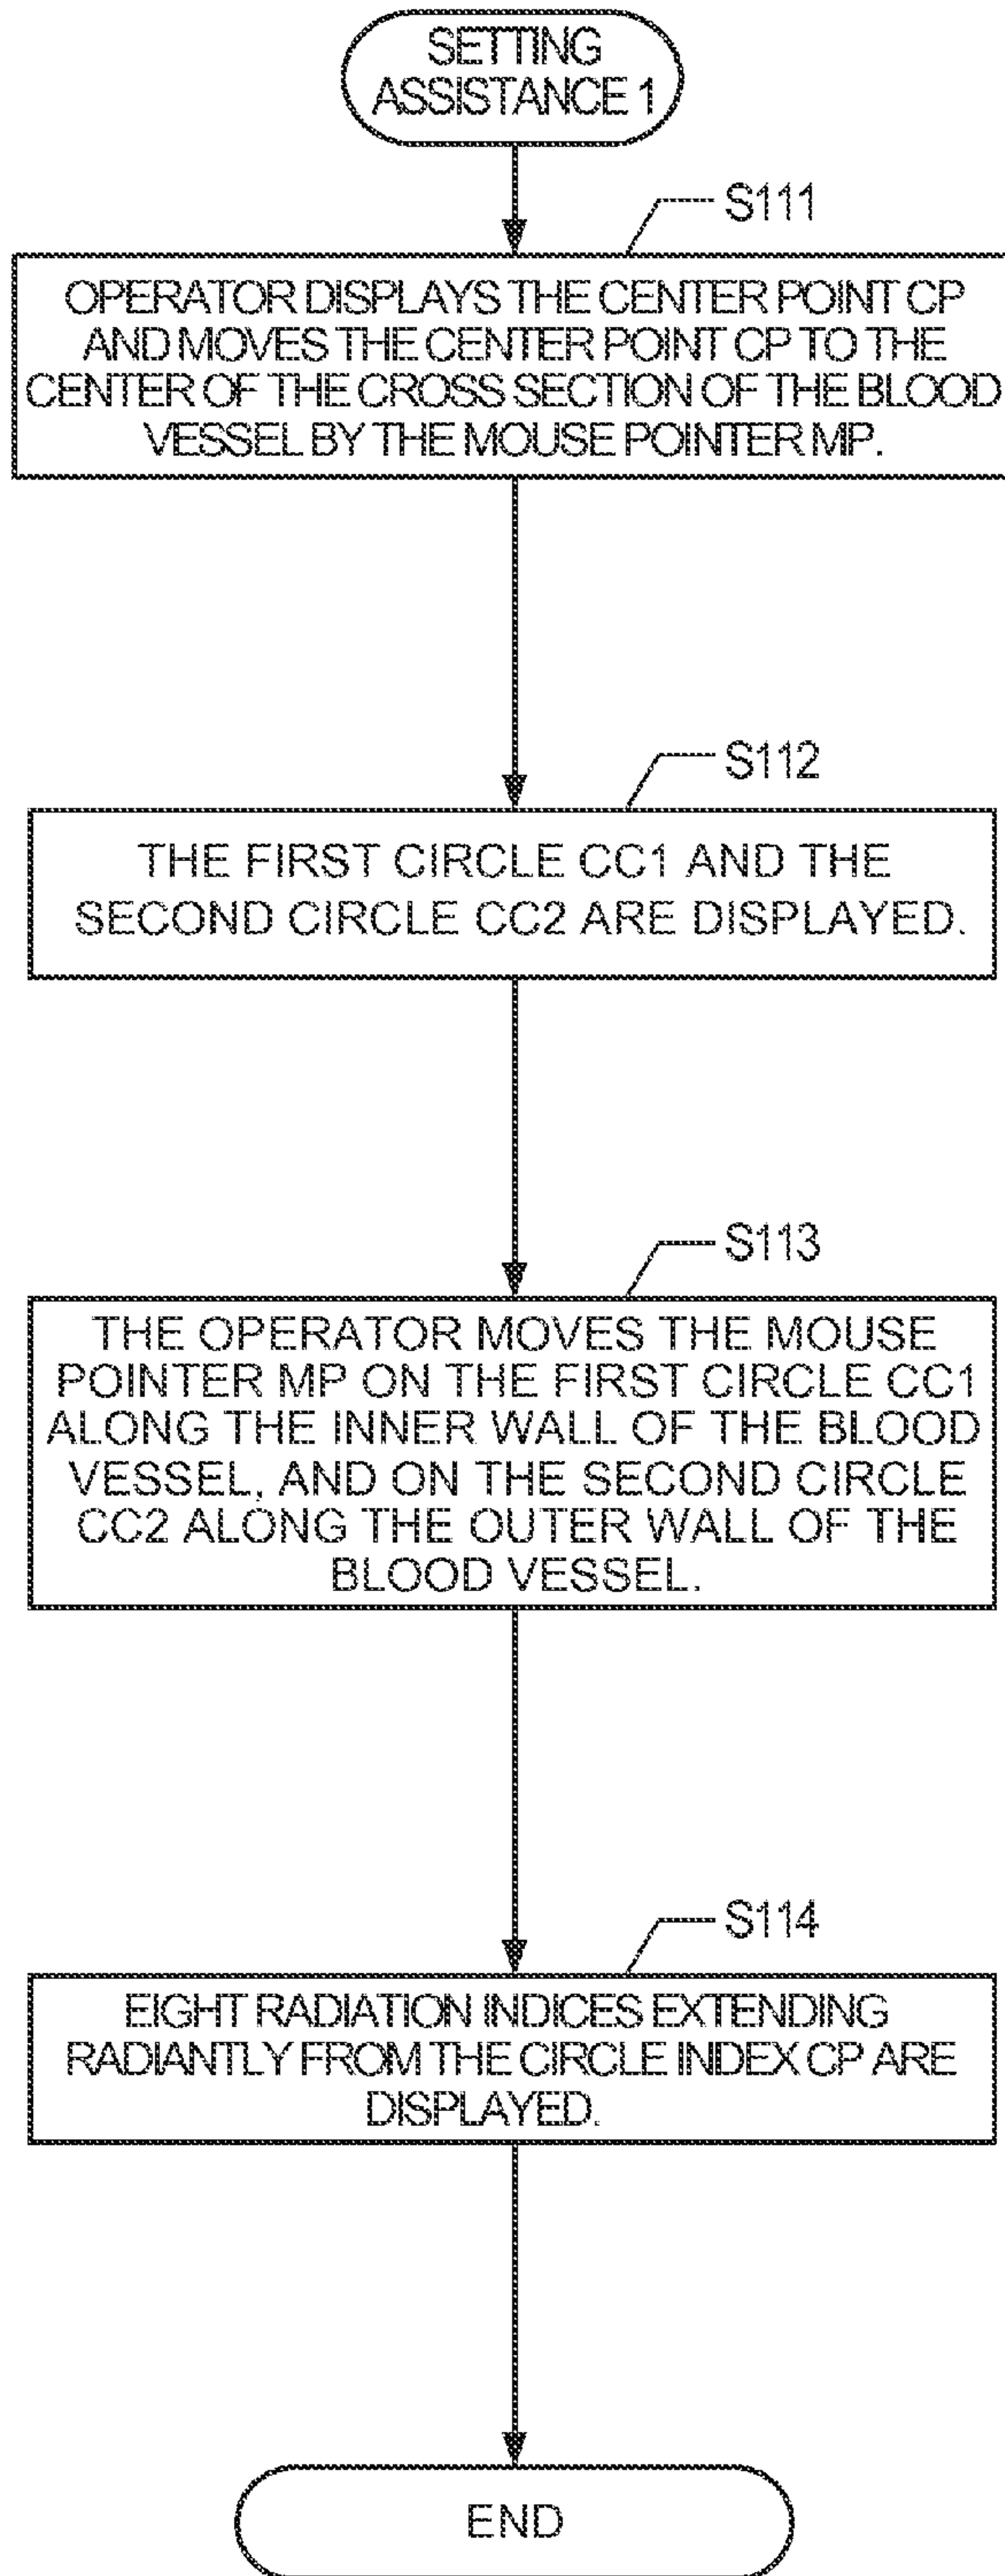 SETTING
ASSISTANCE 1
S111
OPERATOR DISPLAYS THE CENTER POINT CP
AND MOVES THE CENTER POINT CP TO THE
CENTER OF THE CROSS SECTION OF THE BLOOD
VESSEL BY THE MOUSE POINTER MP.
S112
THE FIRST CIRCLE CC1 AND THE
SECOND CIRCLE CC2 ARE DISPLAYED.
S113
THE OPERATOR MOVES THE MOUSE
POINTER MP ON THE FIRST CIRCLE CC1
ALONG THE INNER WALL OF THE BLOOD
VESSEL, AND ON THE SECOND CIRCLE
CC2 ALONG THE OUTER WALL OF THE
BLOOD VESSEL.
S114
EIGHT RADIATION INDICES EXTENDING
RADIANTLY FROM THE CIRCLE INDEX CP ARE
DISPLAYED.
END